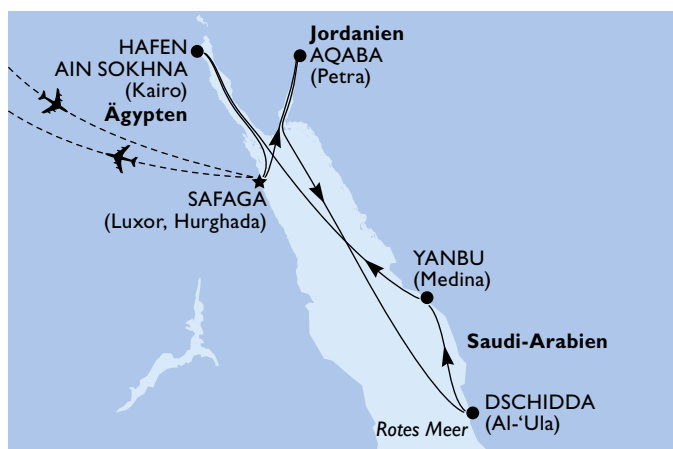 HAFEN
AIN SOKHNA
(Kairo)
Ägypten
Jordanien
AQABA
(Petra)
SAFAGA
(Luxor, Hurghada)
YANBU
(Medina)
Saudi-Arabien
DSCHIDDA
(Al-‘Ula)
Rotes Meer